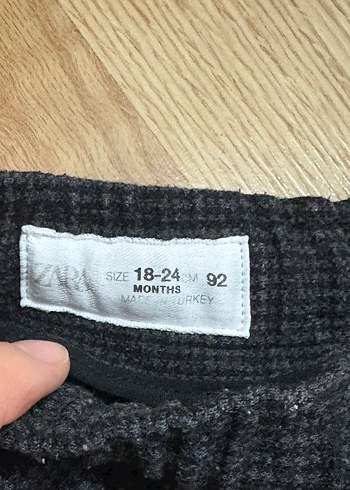 ZARA SIZE 18-24 CM 92
MONTHS
MADE IN TURKEY